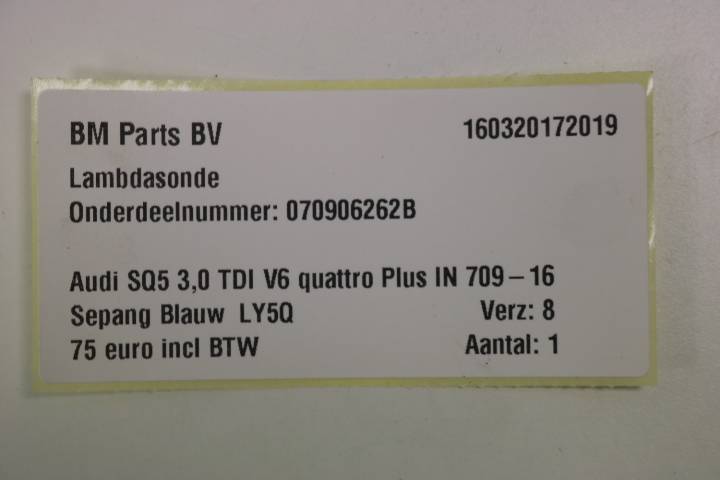 BM Parts BV 160320172019
Lambdasonde
Onderdeelnummer: 070906262B
Audi SQ5 3,0 TDI V6 quattro Plus IN 709 – 16
Sepang Blauw LY5Q Verz: 8
75 euro incl BTW Aantal: 1